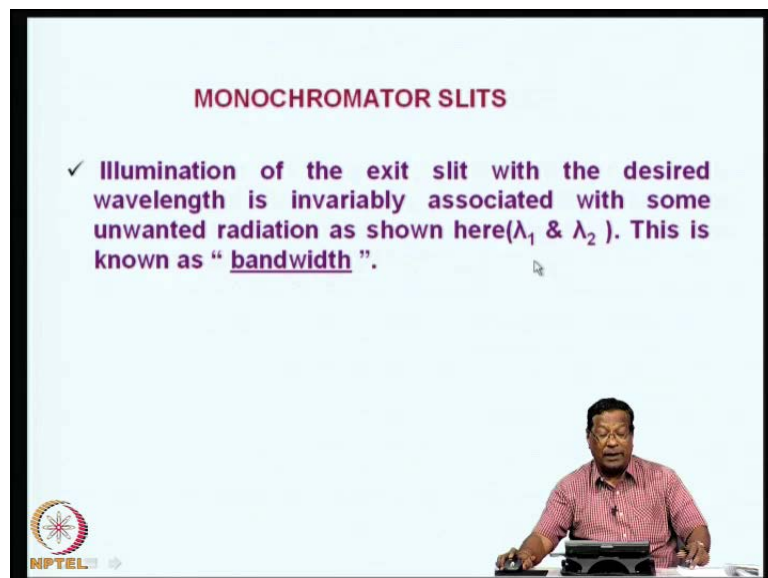 MONOCHROMATOR SLITS
✓ Illumination of the exit slit with the desired
wavelength is invariably associated with some
unwanted radiation as shown here(λ₁ & λ₂ ). This is
known as “ bandwidth ”.
NPTEL